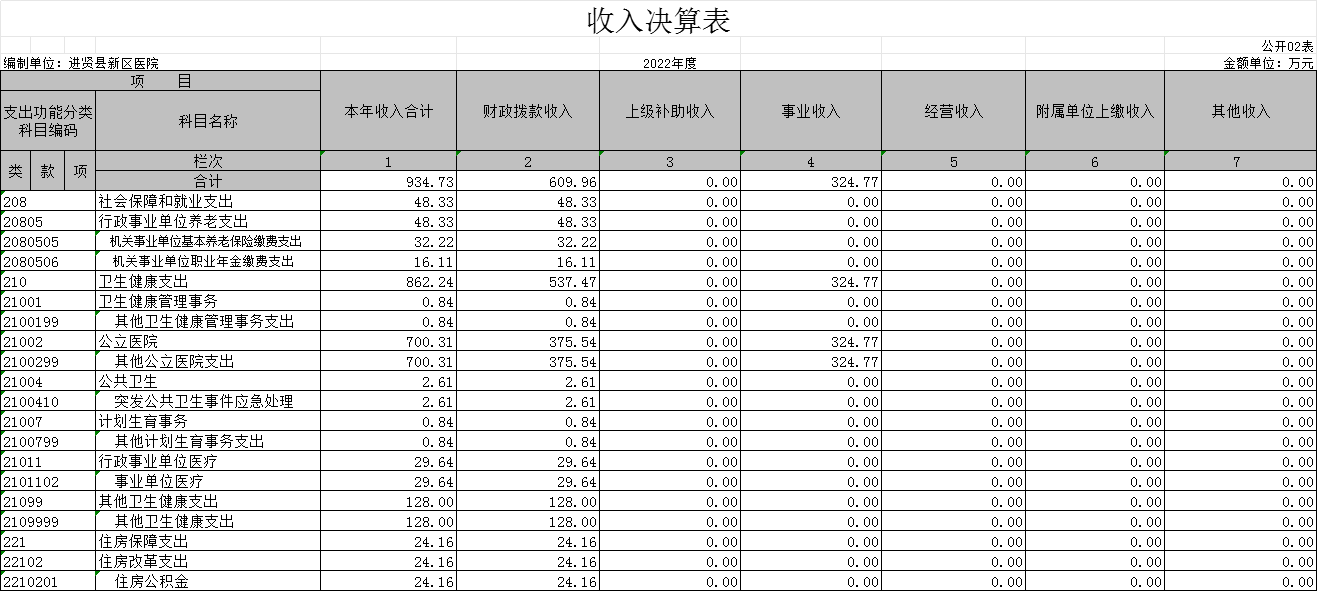 收入决算表
公开02表
编制单位：进贤县新区医院 2022年度 金额单位：万元
项 目 本年收入合计 财政拨款收入 上级补助收入 事业收入 经营收入 附属单位上缴收入 其他收入
支出功能分类科目编码 科目名称
类 款 项 栏次 1 2 3 4 5 6 7
合计 934.73 609.96 0.00 324.77 0.00 0.00 0.00
208 社会保障和就业支出 48.33 48.33 0.00 0.00 0.00 0.00 0.00
20805 行政事业单位养老支出 48.33 48.33 0.00 0.00 0.00 0.00 0.00
2080505 机关事业单位基本养老保险缴费支出 32.22 32.22 0.00 0.00 0.00 0.00 0.00
2080506 机关事业单位职业年金缴费支出 16.11 16.11 0.00 0.00 0.00 0.00 0.00
210 卫生健康支出 862.24 537.47 0.00 324.77 0.00 0.00 0.00
21001 卫生健康管理事务 0.84 0.84 0.00 0.00 0.00 0.00 0.00
2100199 其他卫生健康管理事务支出 0.84 0.84 0.00 0.00 0.00 0.00 0.00
21002 公立医院 700.31 375.54 0.00 324.77 0.00 0.00 0.00
2100299 其他公立医院支出 700.31 375.54 0.00 324.77 0.00 0.00 0.00
21004 公共卫生 2.61 2.61 0.00 0.00 0.00 0.00 0.00
2100410 突发公共卫生事件应急处理 2.61 2.61 0.00 0.00 0.00 0.00 0.00
21007 计划生育事务 0.84 0.84 0.00 0.00 0.00 0.00 0.00
2100799 其他计划生育事务支出 0.84 0.84 0.00 0.00 0.00 0.00 0.00
21011 行政事业单位医疗 29.64 29.64 0.00 0.00 0.00 0.00 0.00
2101102 事业单位医疗 29.64 29.64 0.00 0.00 0.00 0.00 0.00
21099 其他卫生健康支出 128.00 128.00 0.00 0.00 0.00 0.00 0.00
2109999 其他卫生健康支出 128.00 128.00 0.00 0.00 0.00 0.00 0.00
221 住房保障支出 24.16 24.16 0.00 0.00 0.00 0.00 0.00
22102 住房改革支出 24.16 24.16 0.00 0.00 0.00 0.00 0.00
2210201 住房公积金 24.16 24.16 0.00 0.00 0.00 0.00 0.00